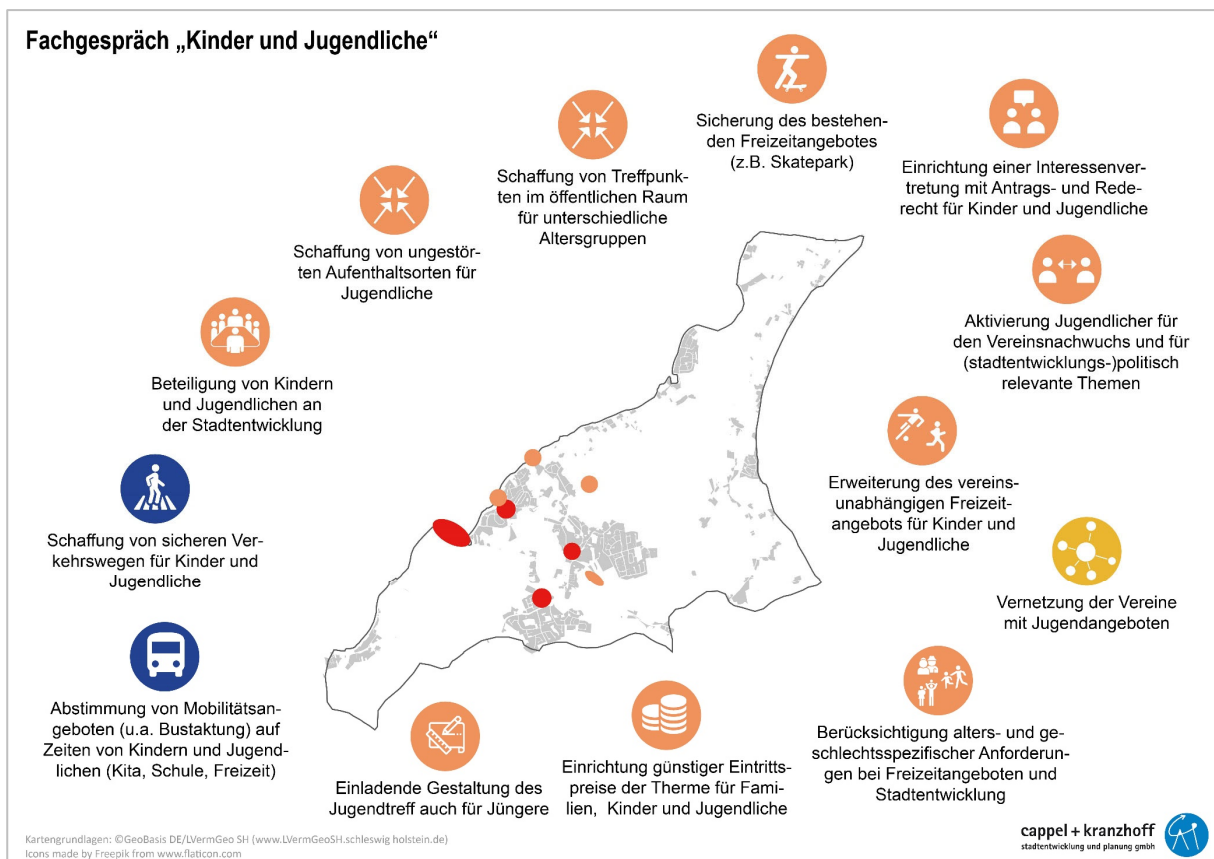 Fachgespräch „Kinder und Jugendliche“
Sicherung des bestehen-
den Freizeitangebotes
(z.B. Skatepark)
Einrichtung einer Interessenver-
tretung mit Antrags- und Rede-
recht für Kinder und Jugendliche
Schaffung von Treffpunk-
ten im öffentlichen Raum
für unterschiedliche
Altersgruppen
Schaffung von ungestör-
ten Aufenthaltsorten für
Jugendliche
Aktivierung Jugendlicher für
den Vereinsnachwuchs und für
(stadtentwicklungs-)politisch
relevante Themen
Beteiligung von Kindern
und Jugendlichen an
der Stadtentwicklung
Erweiterung des vereins-
unabhängigen Freizeit-
angebots für Kinder und
Jugendliche
Schaffung von sicheren Ver-
kehrswegen für Kinder und
Jugendliche
Vernetzung der Vereine
mit Jugendangeboten
Abstimmung von Mobilitätsan-
geboten (u.a. Bustaktung) auf
Zeiten von Kindern und Jugend-
lichen (Kita, Schule, Freizeit)
Einladende Gestaltung des
Jugendtreff auch für Jüngere
Einrichtung günstiger Eintritts-
preise der Therme für Fami-
lien, Kinder und Jugendliche
Berücksichtigung alters- und ge-
schlechtsspezifischer Anforderun-
gen bei Freizeitangeboten und
Stadtentwicklung
Kartengrundlagen: ©GeoBasis DE/LVermGeo SH (www.LVermGeoSH.schleswig holstein.de)
Icons made by Freepik from www.flaticon.com
cappel + kranzhoff
stadtentwicklung und planung gmbh